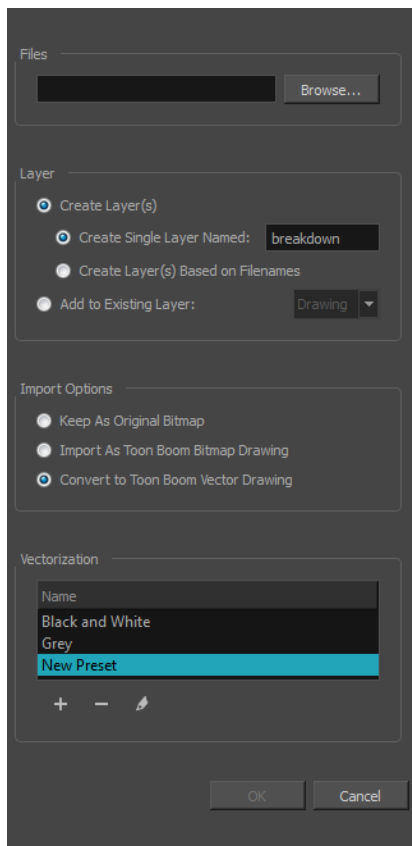 Files
Browse...
Layer
Create Layer(s)
Create Single Layer Named: breakdown
Create Layer(s) Based on Filenames
Add to Existing Layer: Drawing
Import Options
Keep As Original Bitmap
Import As Toon Boom Bitmap Drawing
Convert to Toon Boom Vector Drawing
Vectorization
Name
Black and White
Grey
New Preset
OK Cancel